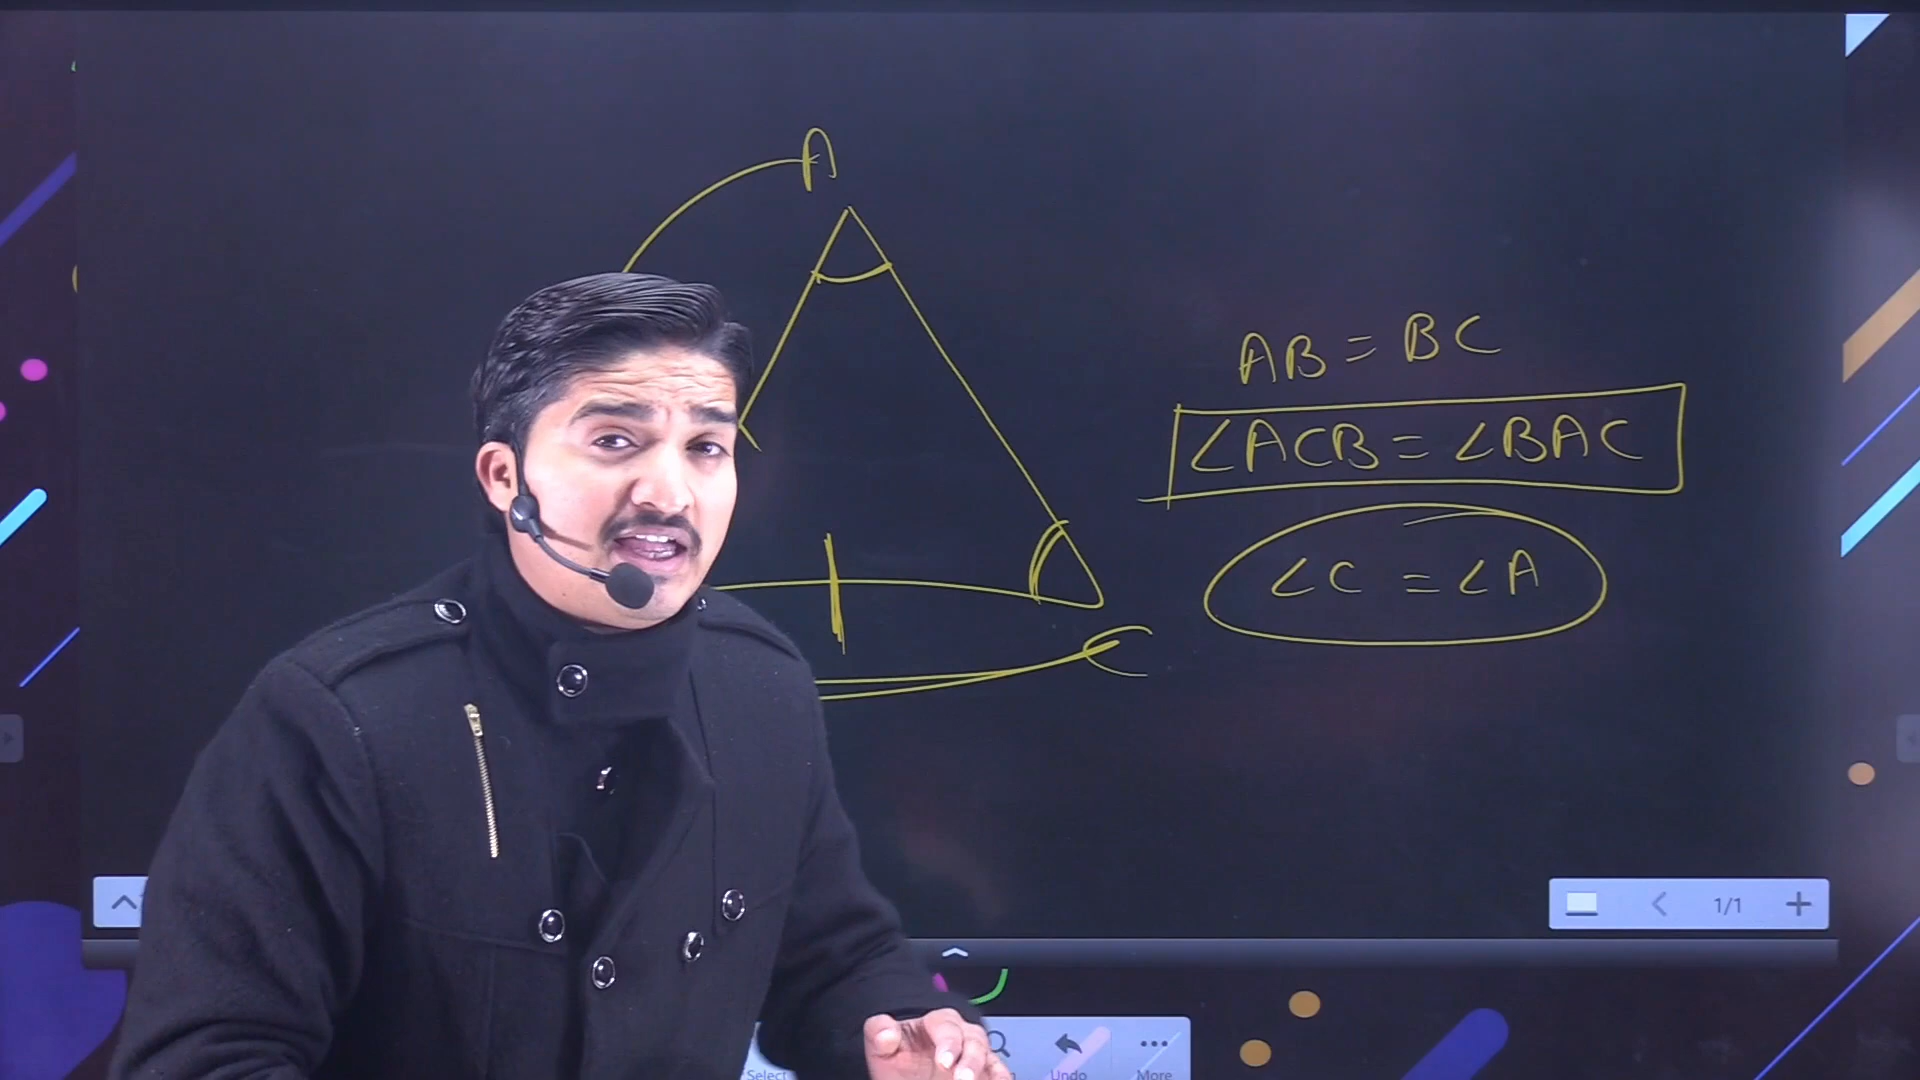 A
AB = BC
∠ACB = ∠BAC
∠C = ∠A
C
1/1
Select
Undo
More